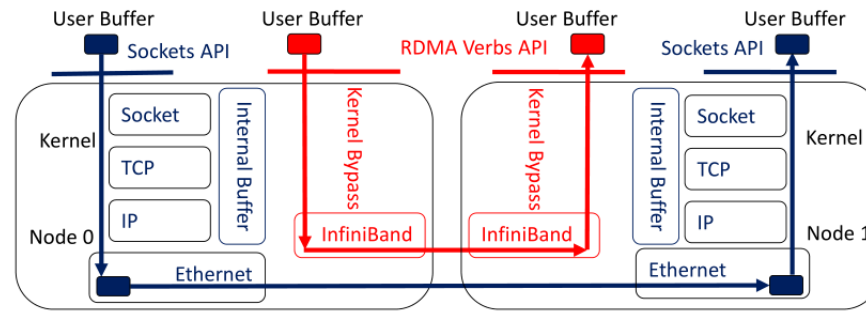 User Buffer
User Buffer
User Buffer
User Buffer
Sockets API
RDMA Verbs API
Sockets API
Kernel
Socket
TCP
IP
Internal Buffer
Kernel Bypass
Kernel Bypass
Internal Buffer
Socket
TCP
IP
Kernel
Node 0
InfiniBand
InfiniBand
Node 1
Ethernet
Ethernet